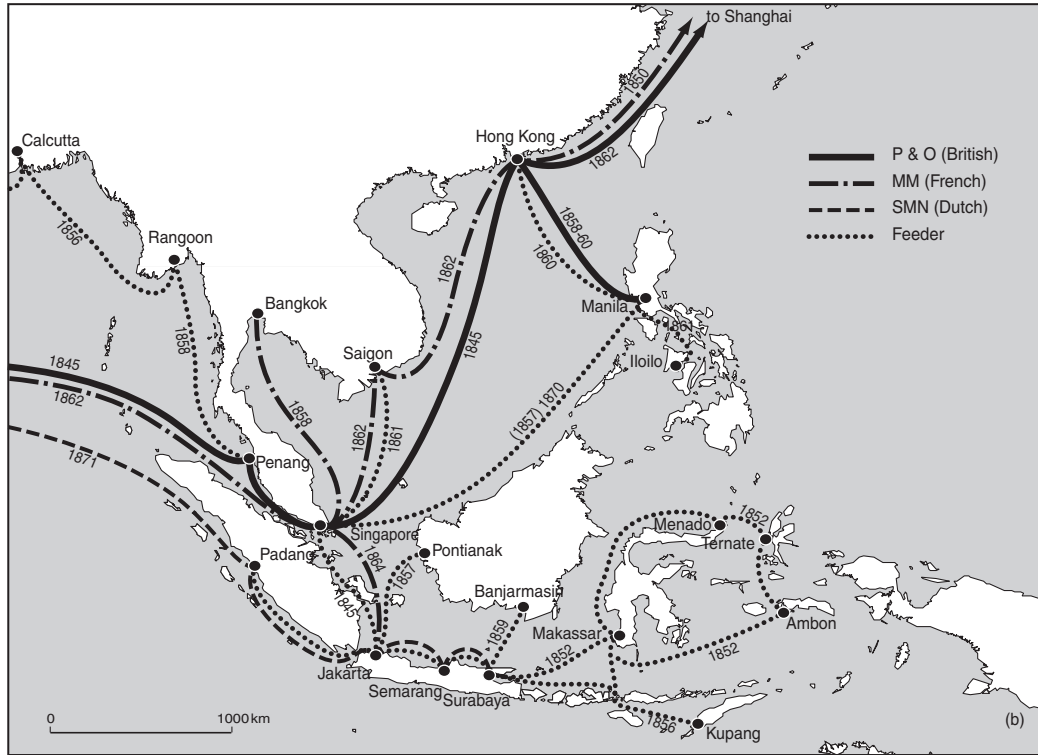 to Shanghai
1850
Hong Kong
1862
Calcutta
P & O (British)
MM (French)
SMN (Dutch)
Feeder
1856
Rangoon
1858-60
1860
1862
Bangkok
Manila
1861
1858
Saigon
1845
Iloilo
1845
1862
1858
1862
1861
(1857) 1870
1871
Penang
Singapore
Menado
1852
Ternate
Padang
1864
Pontianak
1857
1845
Banjarmasin
1859
Makassar
Ambon
1852
1852
Jakarta
Semarang
Surabaya
1856
Kupang
0 1000 km
(b)